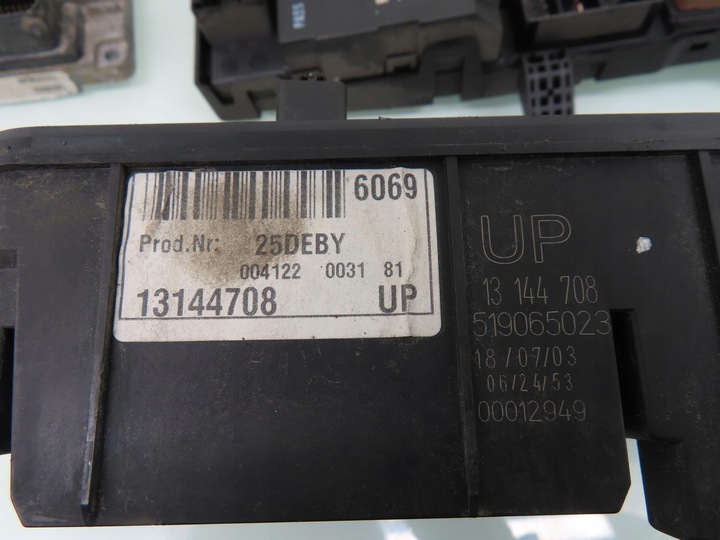 PASS
6069
Prod.Nr: 25DEBY
004122 0031 81
13144708 UP
UP
13 144 708
519065023
18/07/03
06/24/53
00012949